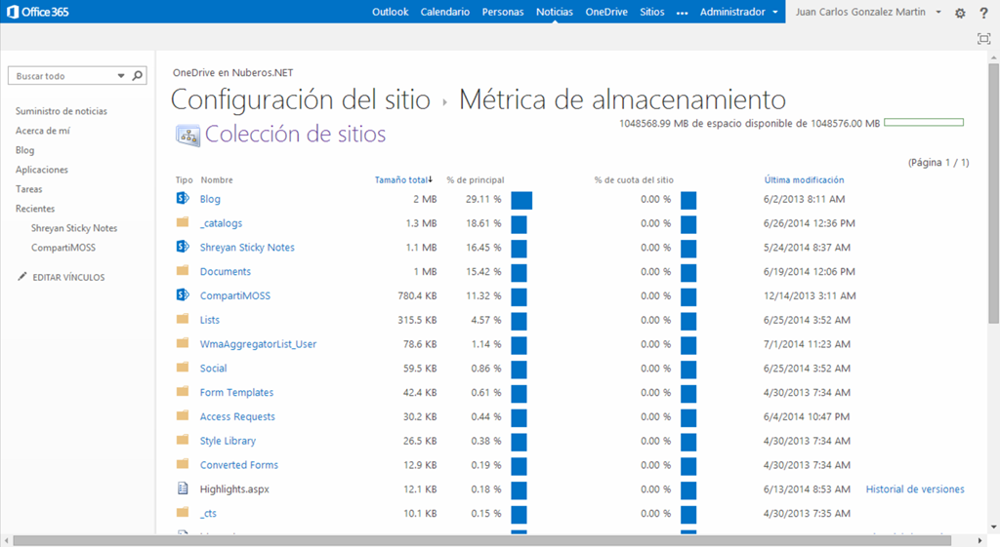 Office 365 Outlook Calendario Personas Noticias OneDrive Sitios ••• Administrador Juan Carlos Gonzalez Martin ?
Buscar todo
Suministro de noticias
Acerca de mí
Blog
Aplicaciones
Tareas
Recientes
Shreyan Sticky Notes
CompartiMOSS
EDITAR VÍNCULOS
OneDrive en Nuberos.NET
Configuración del sitio Métrica de almacenamiento
Colección de sitios
1048568.99 MB de espacio disponible de 1048576.00 MB
(Página 1 / 1)
Tipo Nombre Tamaño total % de principal % de cuota del sitio Última modificación
Blog 2 MB 29.11 % 0.00 % 6/2/2013 8:11 AM
_catalogs 1.3 MB 18.61 % 0.00 % 6/26/2014 12:36 PM
Shreyan Sticky Notes 1.1 MB 16.45 % 0.00 % 5/24/2014 8:37 AM
Documents 1 MB 15.42 % 0.00 % 6/19/2014 12:06 PM
CompartiMOSS 780.4 KB 11.32 % 0.00 % 12/14/2013 3:11 AM
Lists 315.5 KB 4.57 % 0.00 % 6/25/2014 3:52 AM
WmaAggregatorList_User 78.6 KB 1.14 % 0.00 % 7/1/2014 11:23 AM
Social 59.5 KB 0.86 % 0.00 % 6/25/2014 3:52 AM
Form Templates 42.4 KB 0.61 % 0.00 % 4/30/2013 7:34 AM
Access Requests 30.2 KB 0.44 % 0.00 % 6/4/2014 10:47 PM
Style Library 26.5 KB 0.38 % 0.00 % 4/30/2013 7:34 AM
Converted Forms 12.9 KB 0.19 % 0.00 % 4/30/2013 7:34 AM
Highlights.aspx 12.1 KB 0.18 % 0.00 % 6/13/2014 8:53 AM Historial de versiones
_cts 10.1 KB 0.15 % 0.00 % 4/30/2013 7:35 AM